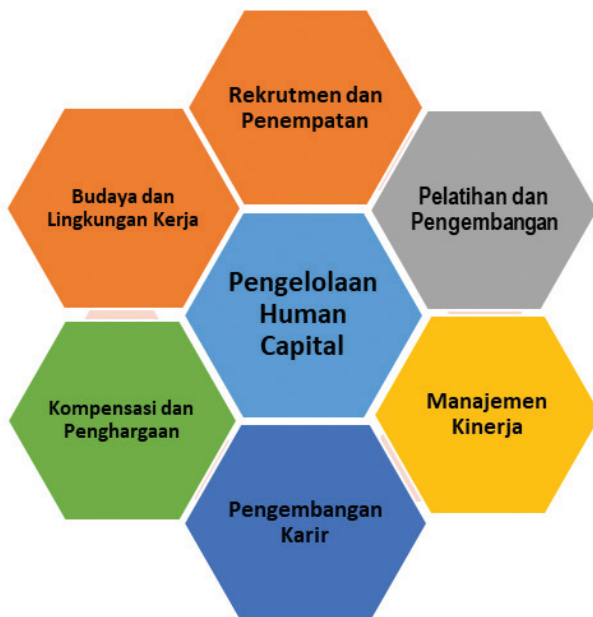 Rekrutmen dan
Penempatan
Budaya dan
Lingkungan Kerja
Pelatihan dan
Pengembangan
Pengelolaan
Human
Capital
Kompensasi dan
Penghargaan
Manajemen
Kinerja
Pengembangan
Karir